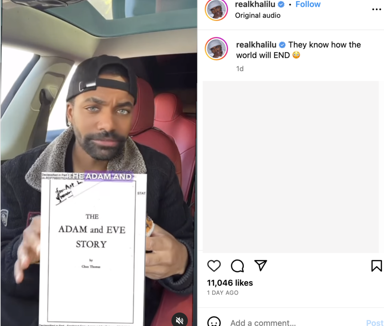 realkhalilu • Follow
Original audio
realkhalilu They know how the
world will END
1d
THE ADAM AND
THE
ADAM and EVE
STORY
by
Chan Thomas
11,046 likes
1 DAY AGO
Add a comment...
Post